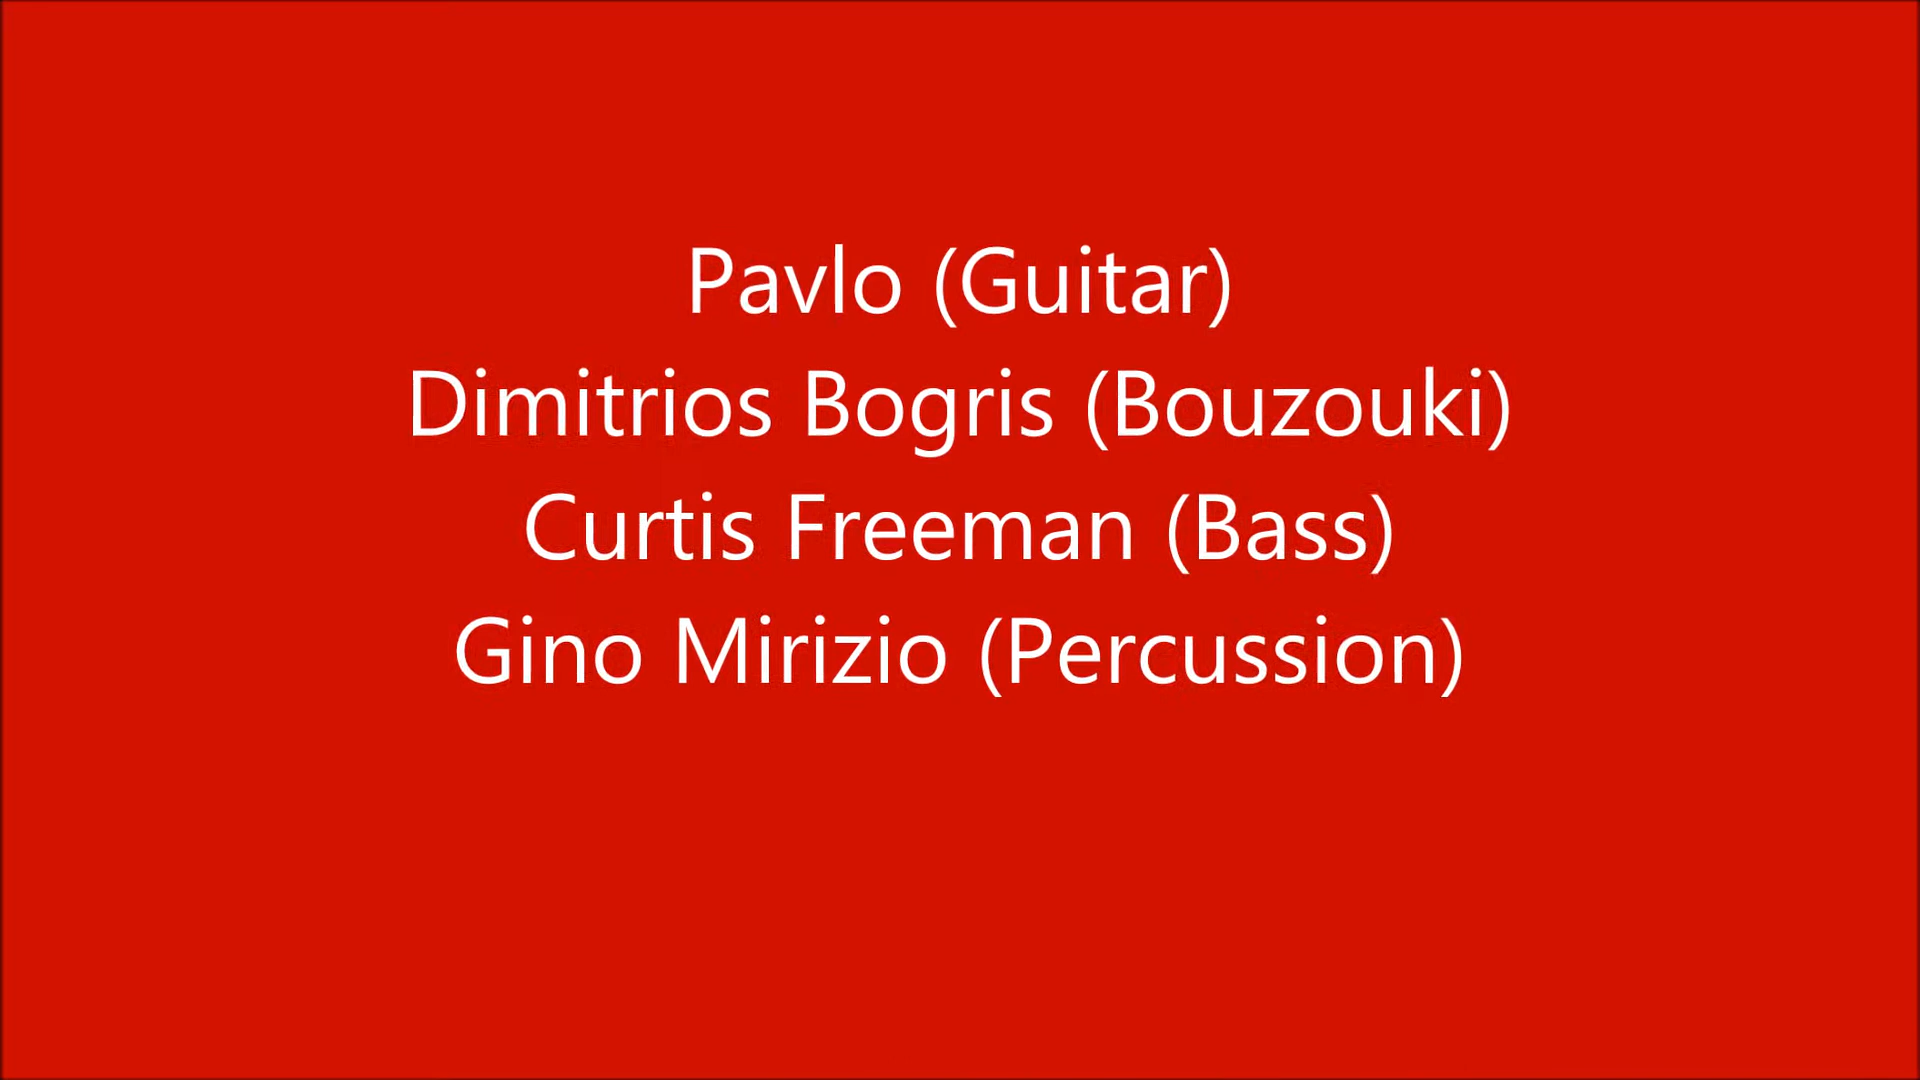 Pavlo (Guitar)
Dimitrios Bogris (Bouzouki)
Curtis Freeman (Bass)
Gino Mirizio (Percussion)